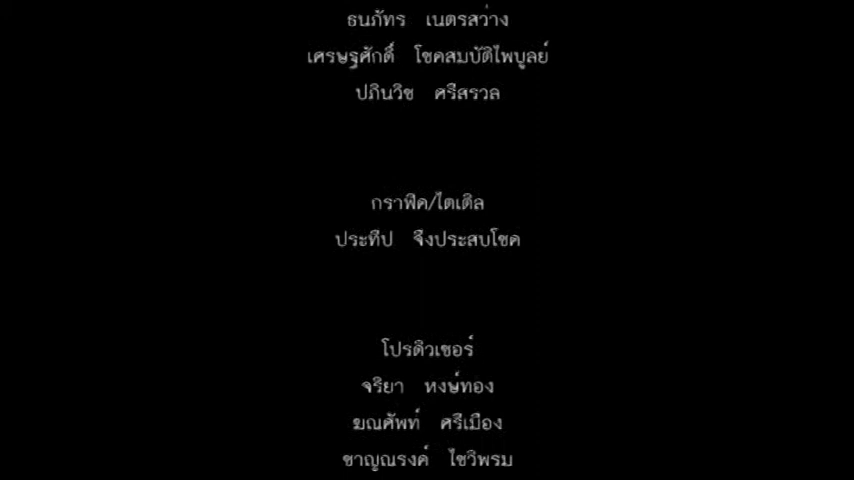 ธนภัทร เนตรสว่าง
เศรษฐศักดิ์ โชคสมบัติไพบูลย์
ปภินวิช ศรีสรวล
กราฟิค/ไตเติล
ประทีป จึงประสบโชค
โปรดิวเซอร์
จริยา หงษ์ทอง
ฆณศัพท์ ศรีเมือง
ชาญณรงค์ ไชวิพรม